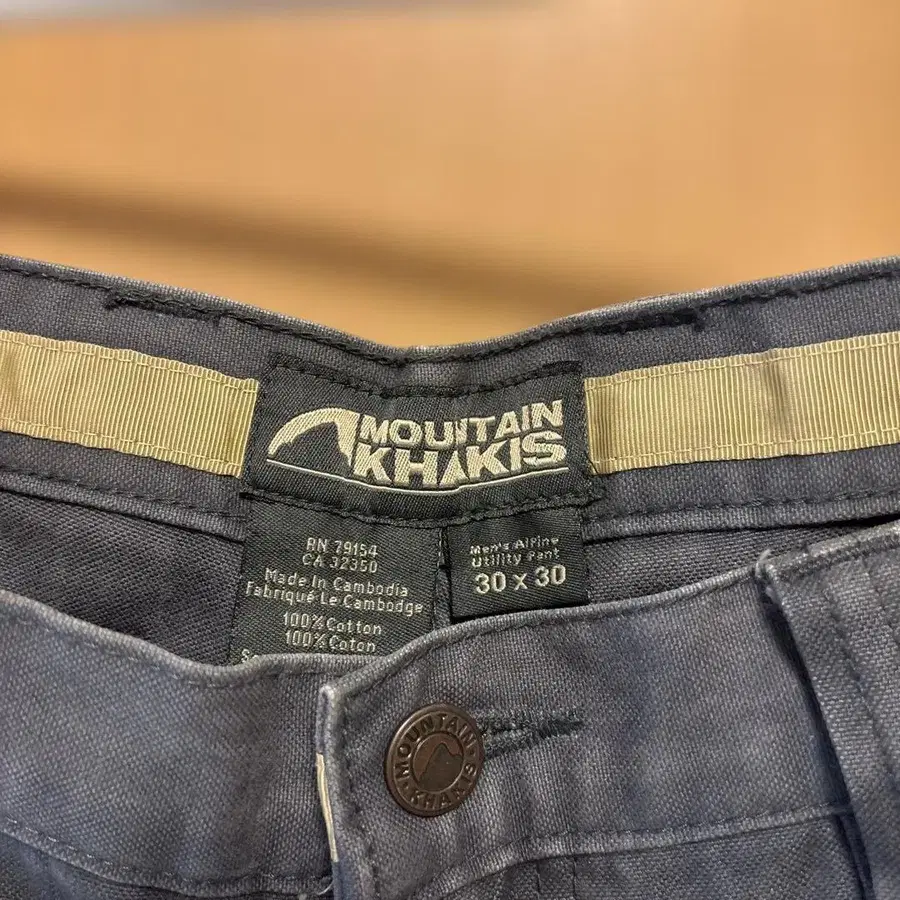 MOUNTAIN
KHAKIS
RN 79154
CA 32350
Made In Cambodia
Fabriqué Le Cambodge
100% Cotton
100% Coton
Men's Alpine
Utility Pant
30 x 30
MOUNTAIN
KHAKIS